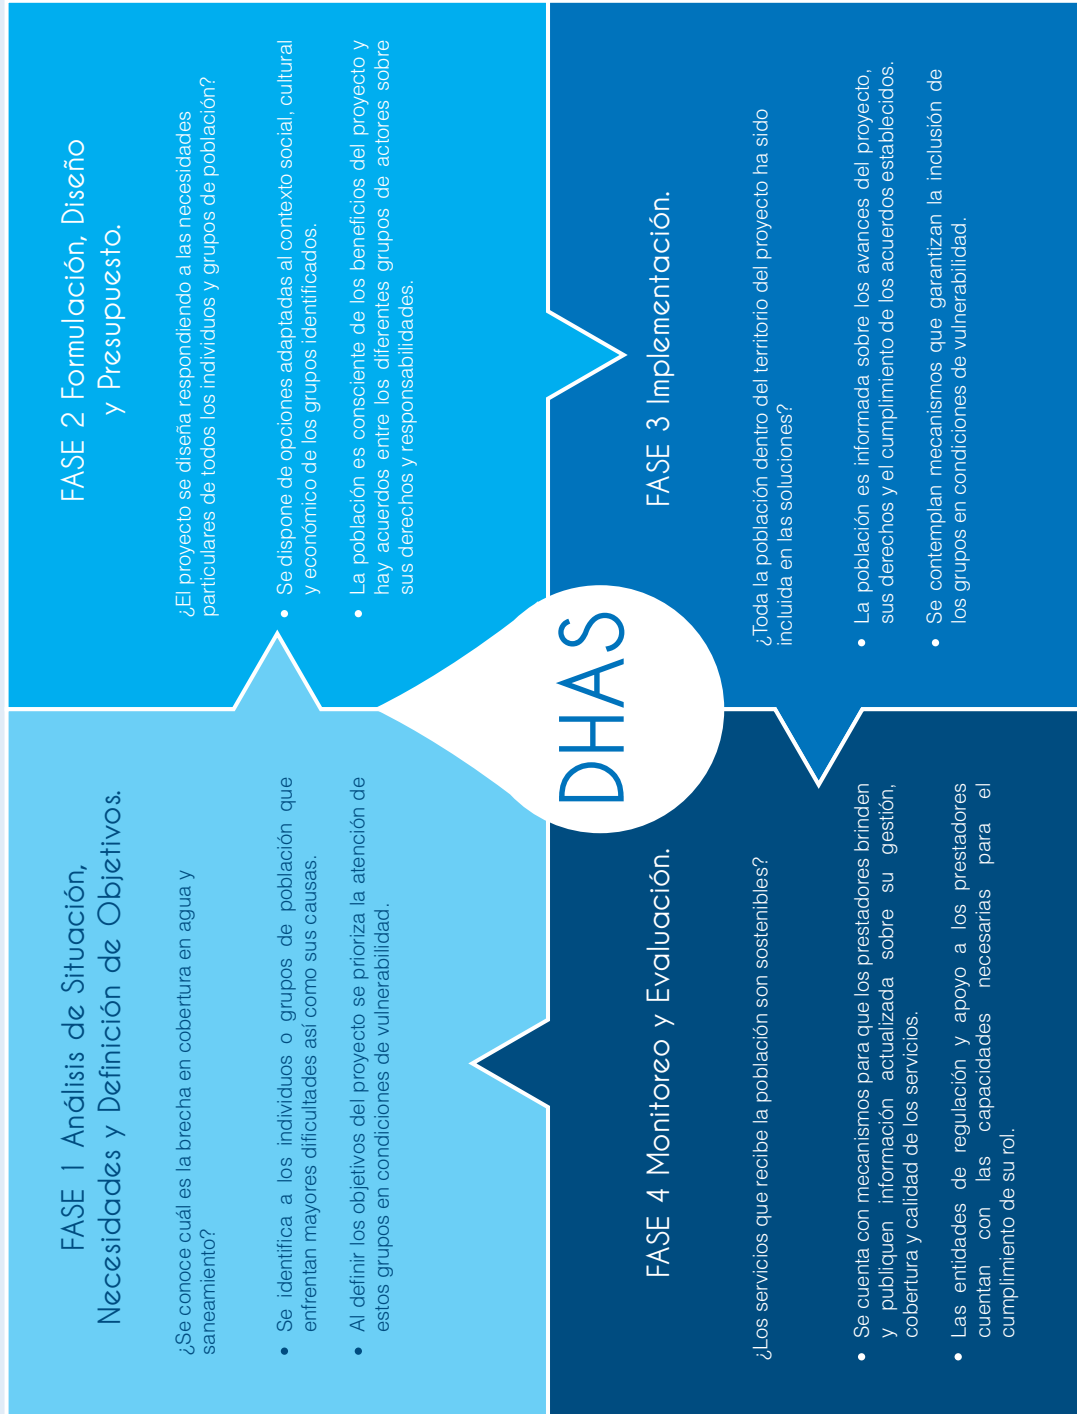 FASE 1 Análisis de Situación,
Necesidades y Definición de Objetivos.
¿Se conoce cuál es la brecha en cobertura en agua y
saneamiento?
• Se identifica a los individuos o grupos de población que
enfrentan mayores dificultades así como sus causas.
• Al definir los objetivos del proyecto se prioriza la atención de
estos grupos en condiciones de vulnerabilidad.
FASE 2 Formulación, Diseño
y Presupuesto.
¿El proyecto se diseña respondiendo a las necesidades
particulares de todos los individuos y grupos de población?
• Se dispone de opciones adaptadas al contexto social, cultural
y económico de los grupos identificados.
• La población es consciente de los beneficios del proyecto y
hay acuerdos entre los diferentes grupos de actores sobre
sus derechos y responsabilidades.
DHAS
FASE 4 Monitoreo y Evaluación.
¿Los servicios que recibe la población son sostenibles?
• Se cuenta con mecanismos para que los prestadores brinden
y publiquen información actualizada sobre su gestión,
cobertura y calidad de los servicios.
• Las entidades de regulación y apoyo a los prestadores
cuentan con las capacidades necesarias para el
cumplimiento de su rol.
FASE 3 Implementación.
¿Toda la población dentro del territorio del proyecto ha sido
incluida en las soluciones?
• La población es informada sobre los avances del proyecto,
sus derechos y el cumplimiento de los acuerdos establecidos.
• Se contemplan mecanismos que garantizan la inclusión de
los grupos en condiciones de vulnerabilidad.